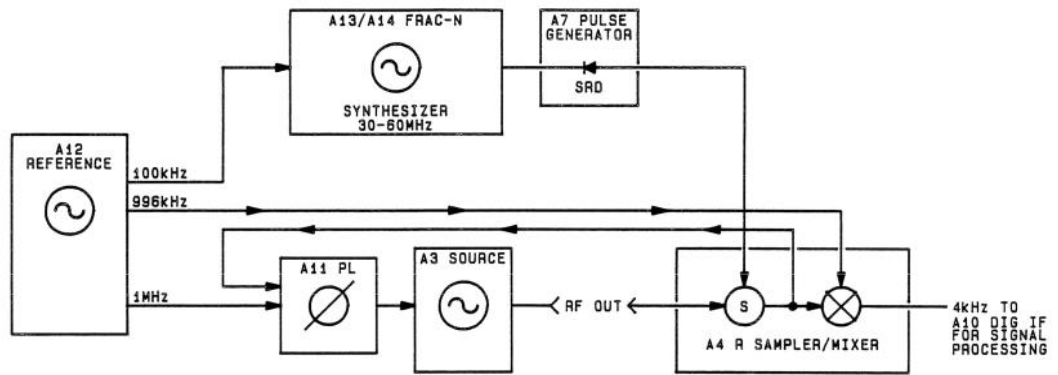 A13/A14 FRAC-N
SYNTHESIZER
30-60MHz
A7 PULSE
GENERATOR
SRD
A12
REFERENCE
100kHz
996kHz
1MHz
A11 PL
A3 SOURCE
RF OUT
S
A4 R SAMPLER/MIXER
4kHz TO
A10 DIG IF
FOR SIGNAL
PROCESSING